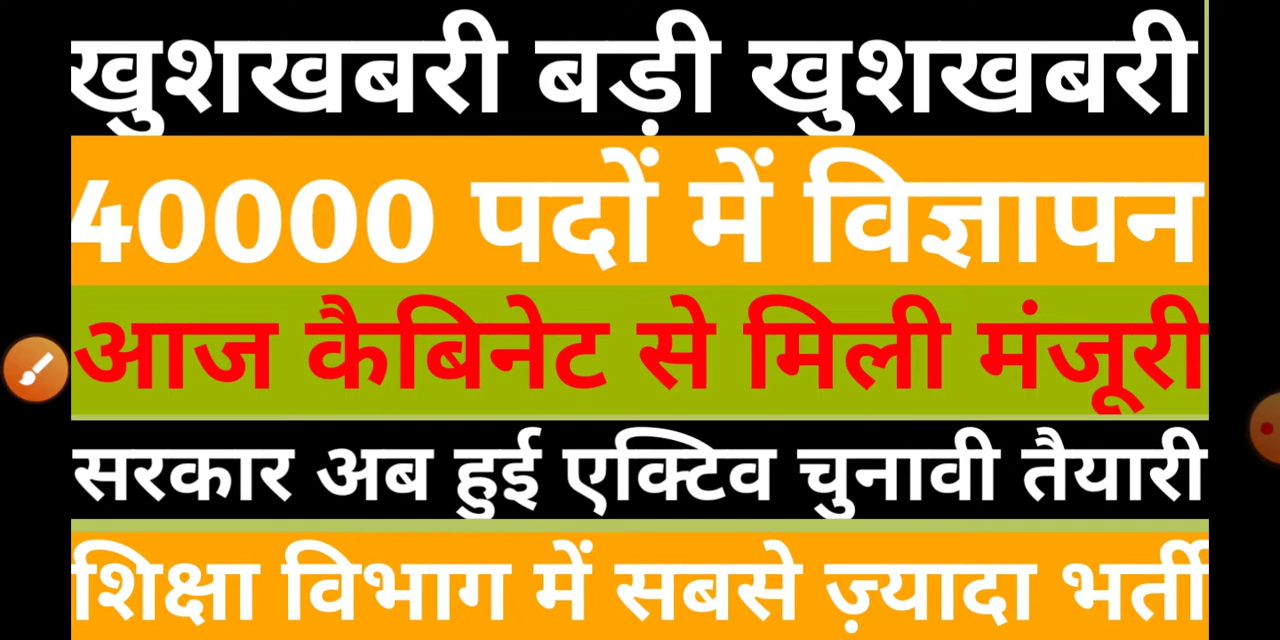 खुशखबरी बड़ी खुशखबरी
40000 पदों में विज्ञापन
आज कैबिनेट से मिली मंजूरी
सरकार अब हुई एक्टिव चुनावी तैयारी
शिक्षा विभाग में सबसे ज़्यादा भर्ती